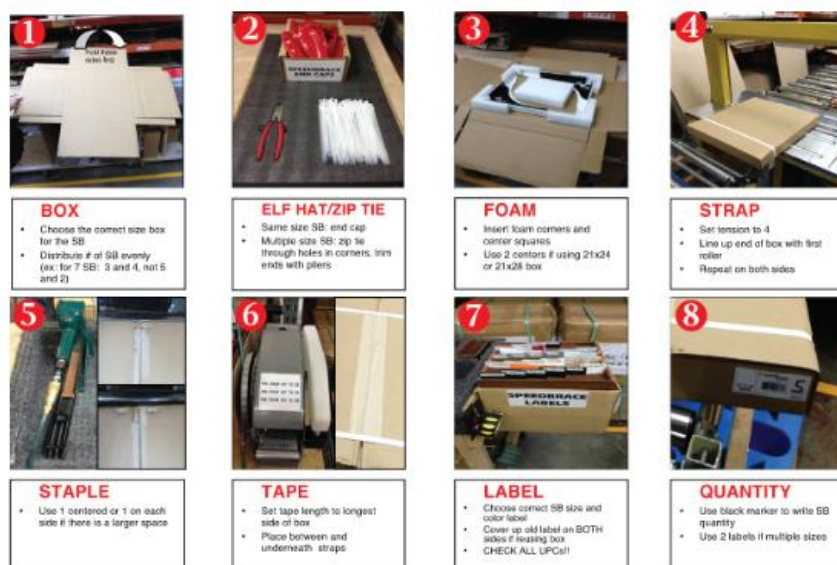 1
Fold these
sides first
BOX
• Choose the correct size box
for the SB
• Distribute # of SB evenly
(ex: for 7 SB: 3 and 4, not 5
and 2)
2
SPEEDBRACE
END CAPS
ELF HAT/ZIP TIE
• Same size SB: end cap
• Multiple size SB: zip tie
through holes in corners, trim
ends with pliers
3
FOAM
• Insert foam corners and
center squares
• Use 2 centers if using 21x24
or 21x28 box
4
STRAP
• Set tension to 4
• Line up end of box with first
roller
• Repeat on both sides
5
STAPLE
• Use 1 centered or 1 on each
side if there is a larger space
6
TAPE
• Set tape length to longest
side of box
• Place between and
underneath straps
7
SPEEDBRACE
LABELS
LABEL
• Choose correct SB size and
color label
• Cover up old label on BOTH
sides if reusing box
• CHECK ALL UPCs!!
8
5
QUANTITY
• Use black marker to write SB
quantity
• Use 2 labels if multiple sizes